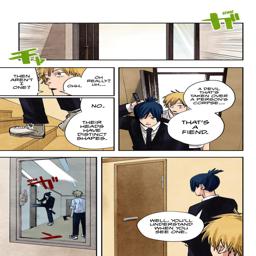 A DEVIL
THAT'S
TAKEN OVER
A PERSON'S
CORPSE...
THAT'S
A
FIEND.
OH
REALLY?
UH...
OHH.
THEN
AREN'T
I
ONE?
NO.
THEIR
HEADS
HAVE
DISTINCT
SHAPES.
WELL, YOU'LL
UNDERSTAND
WHEN YOU
SEE ONE.